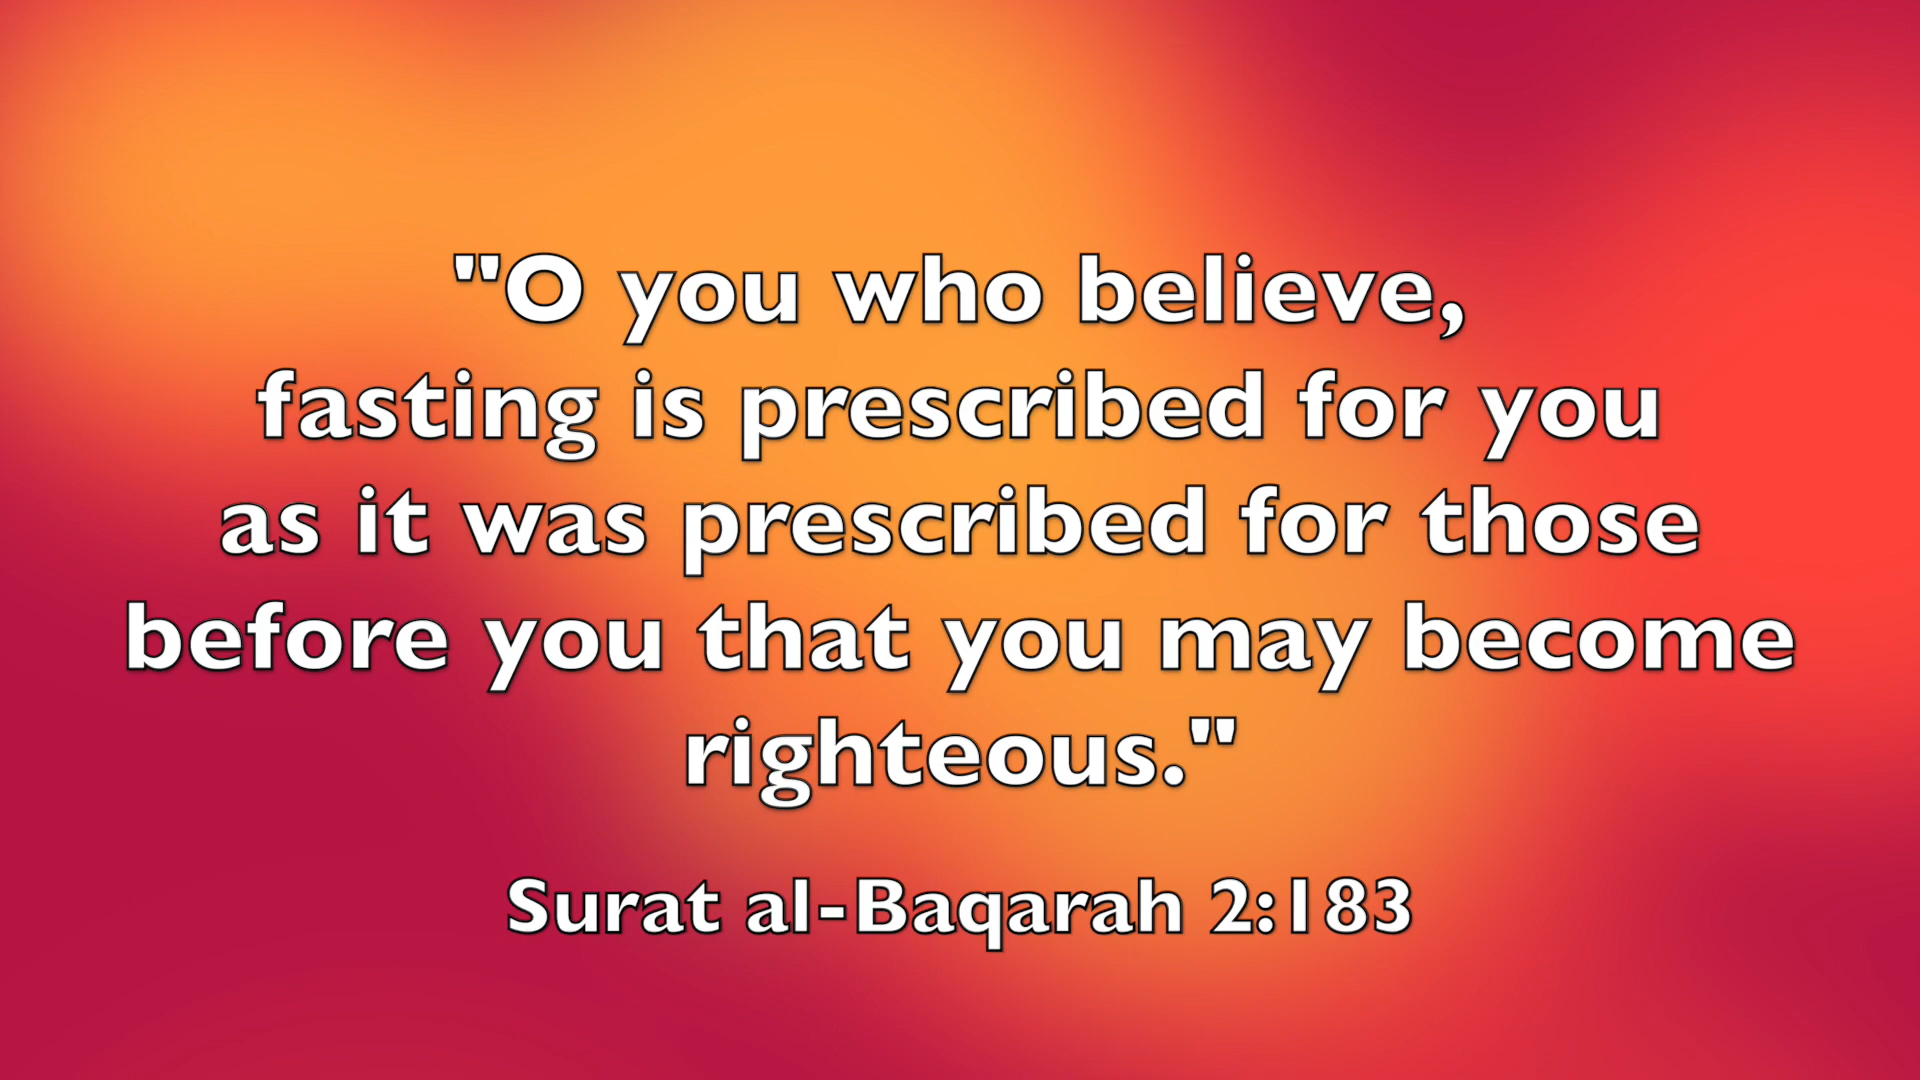 "O you who believe,
fasting is prescribed for you
as it was prescribed for those
before you that you may become
righteous."
Surat al-Baqarah 2:183